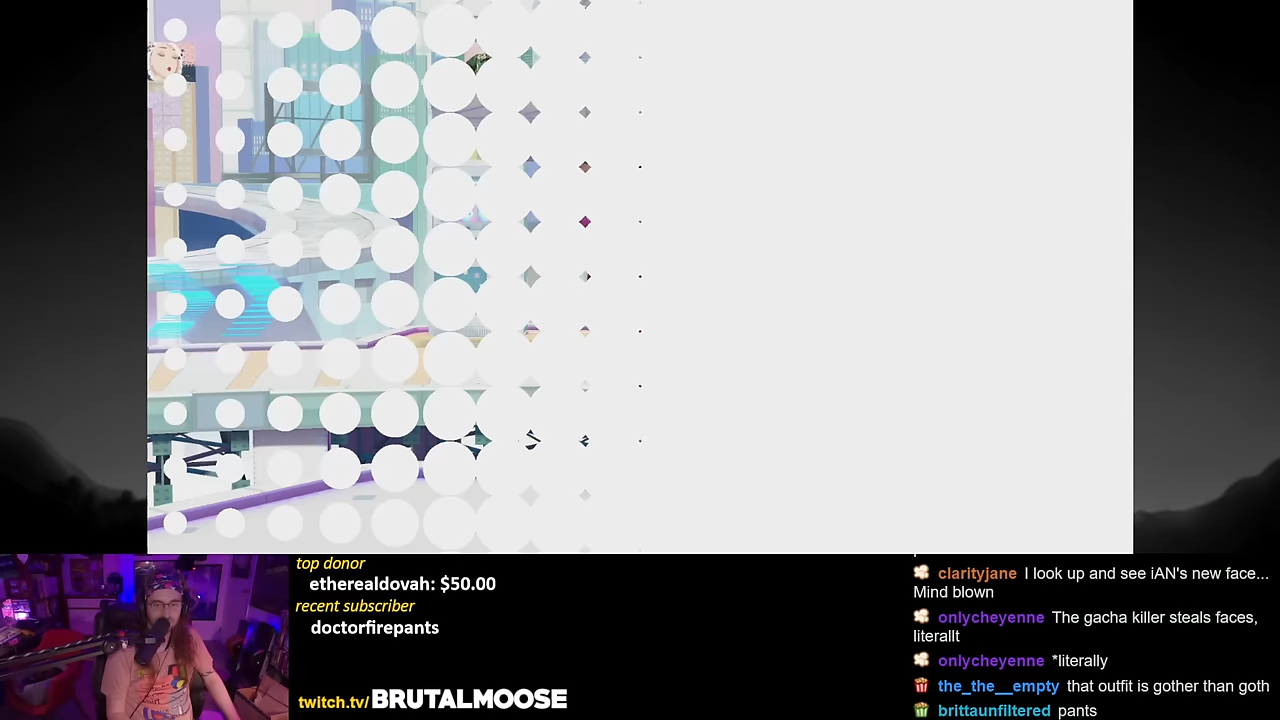 top donor
etherealdovah: $50.00
recent subscriber
doctorfirepants
twitch.tv/BRUTALMOOSE
clarityjane I look up and see iAN's new face...
Mind blown
onlycheyenne The gacha killer steals faces,
literallt
onlycheyenne *literally
the_the__empty that outfit is gother than goth
brittaunfiltered pants